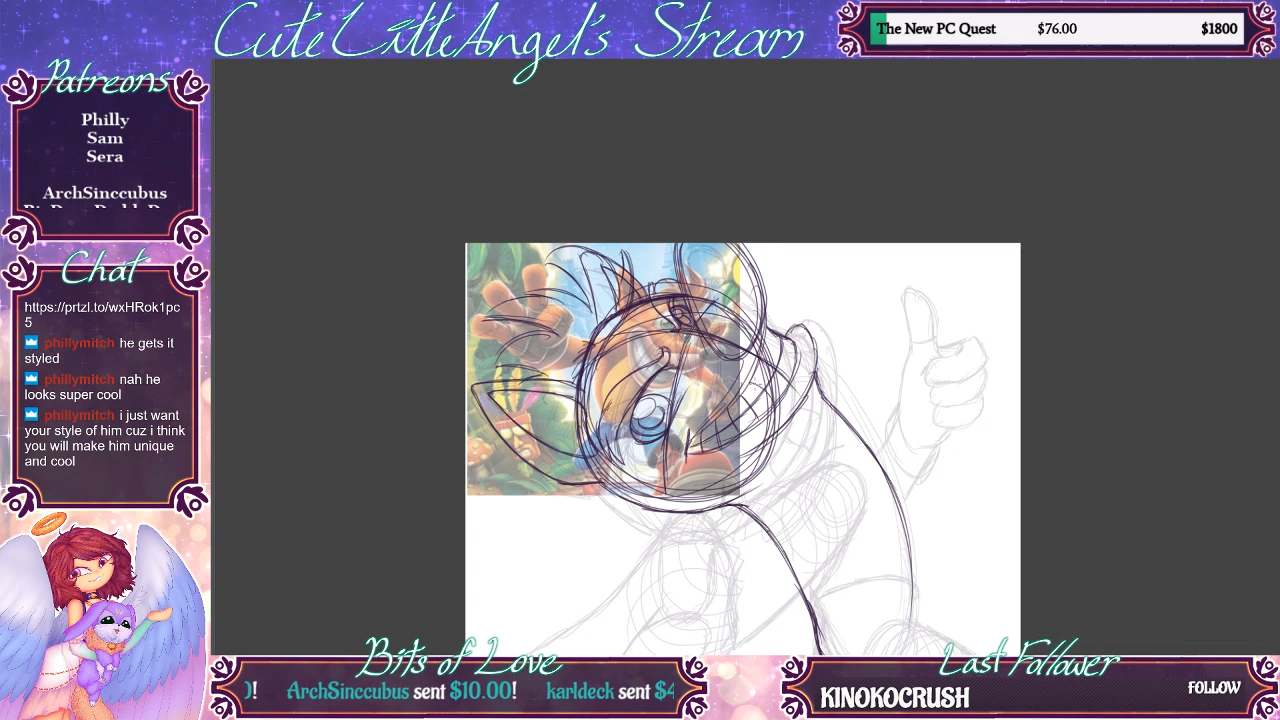 CuteLittleAngel's Stream
The New PC Quest $76.00 $1800
Patreons
Philly
Sam
Sera
ArchSinccubus
Chat
https://prtzl.to/wxHRok1pc
5
phillymitch he gets it
styled
phillymitch nah he
looks super cool
phillymitch i just want
your style of him cuz i think
you will make him unique
and cool
Bits of Love
ArchSinccubus sent $10.00! karldeck sent
Last Follower
KINOKOCRUSH
FOLLOW